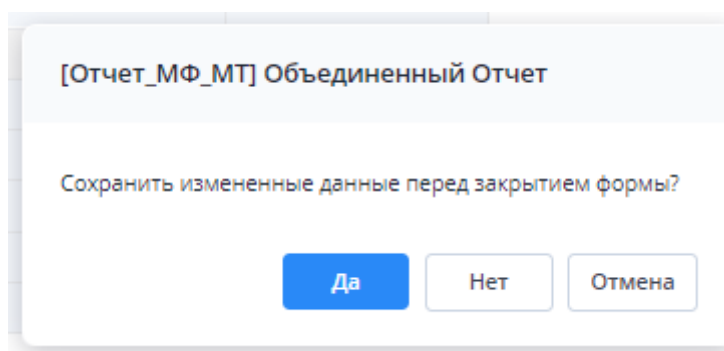 [Отчет_МФ_МТ] Объединенный Отчет
Сохранить измененные данные перед закрытием формы?
Да
Нет
Отмена